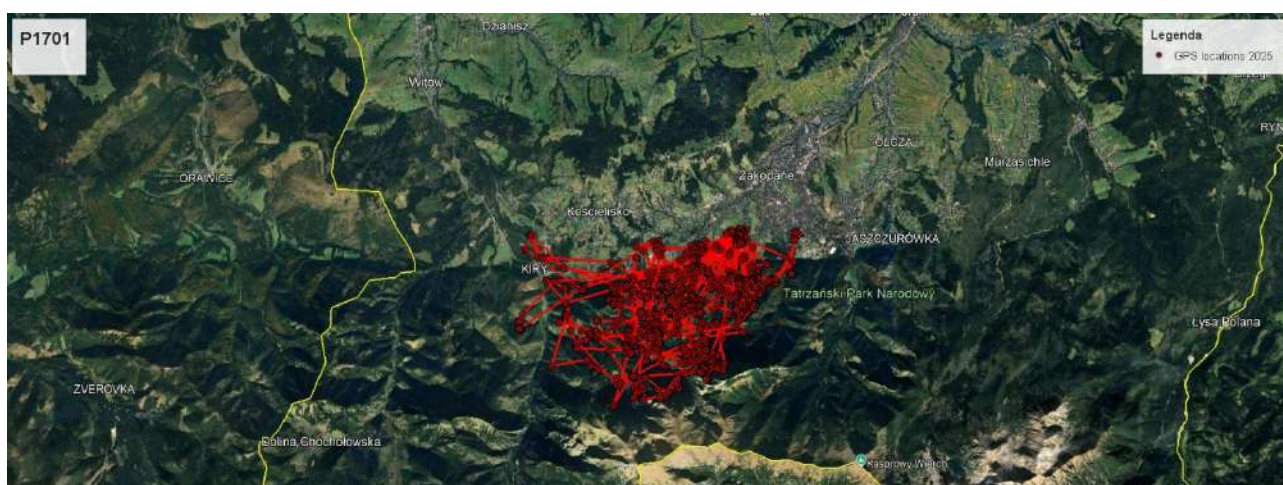 P1701
Dzianisz
Legenda
GPS locations 2025
Witów
ORAWICE
OLCZA
Murzasichle
Zakopane
Kościelisko
ASZCZURÓWKA
KIRY
Tatrzański Park Narodowy
Łysa Polana
ZVEROVKA
Dolina Chochołowska
Kasprowy Wierch